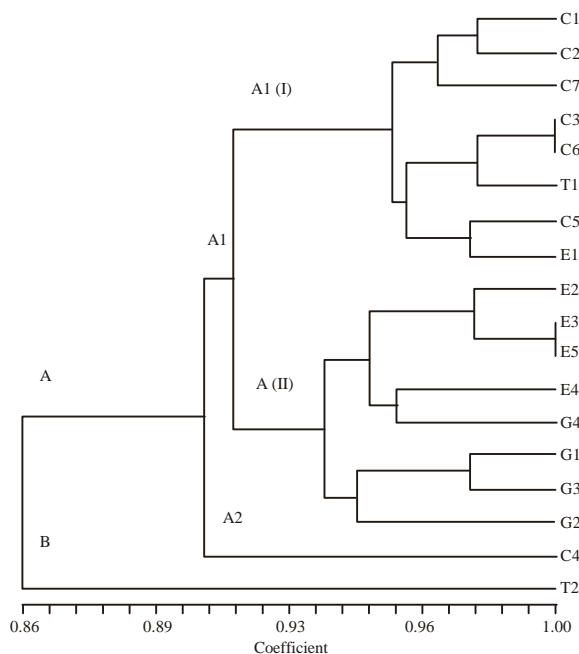 C1
C2
C7
A1 (I)
C3
C6
T1
C5
A1
E1
E2
E3
E5
A
A (II)
E4
G4
G1
G3
A2
G2
B
C4
T2
0.86 0.89 0.93 0.96 1.00
Coefficient